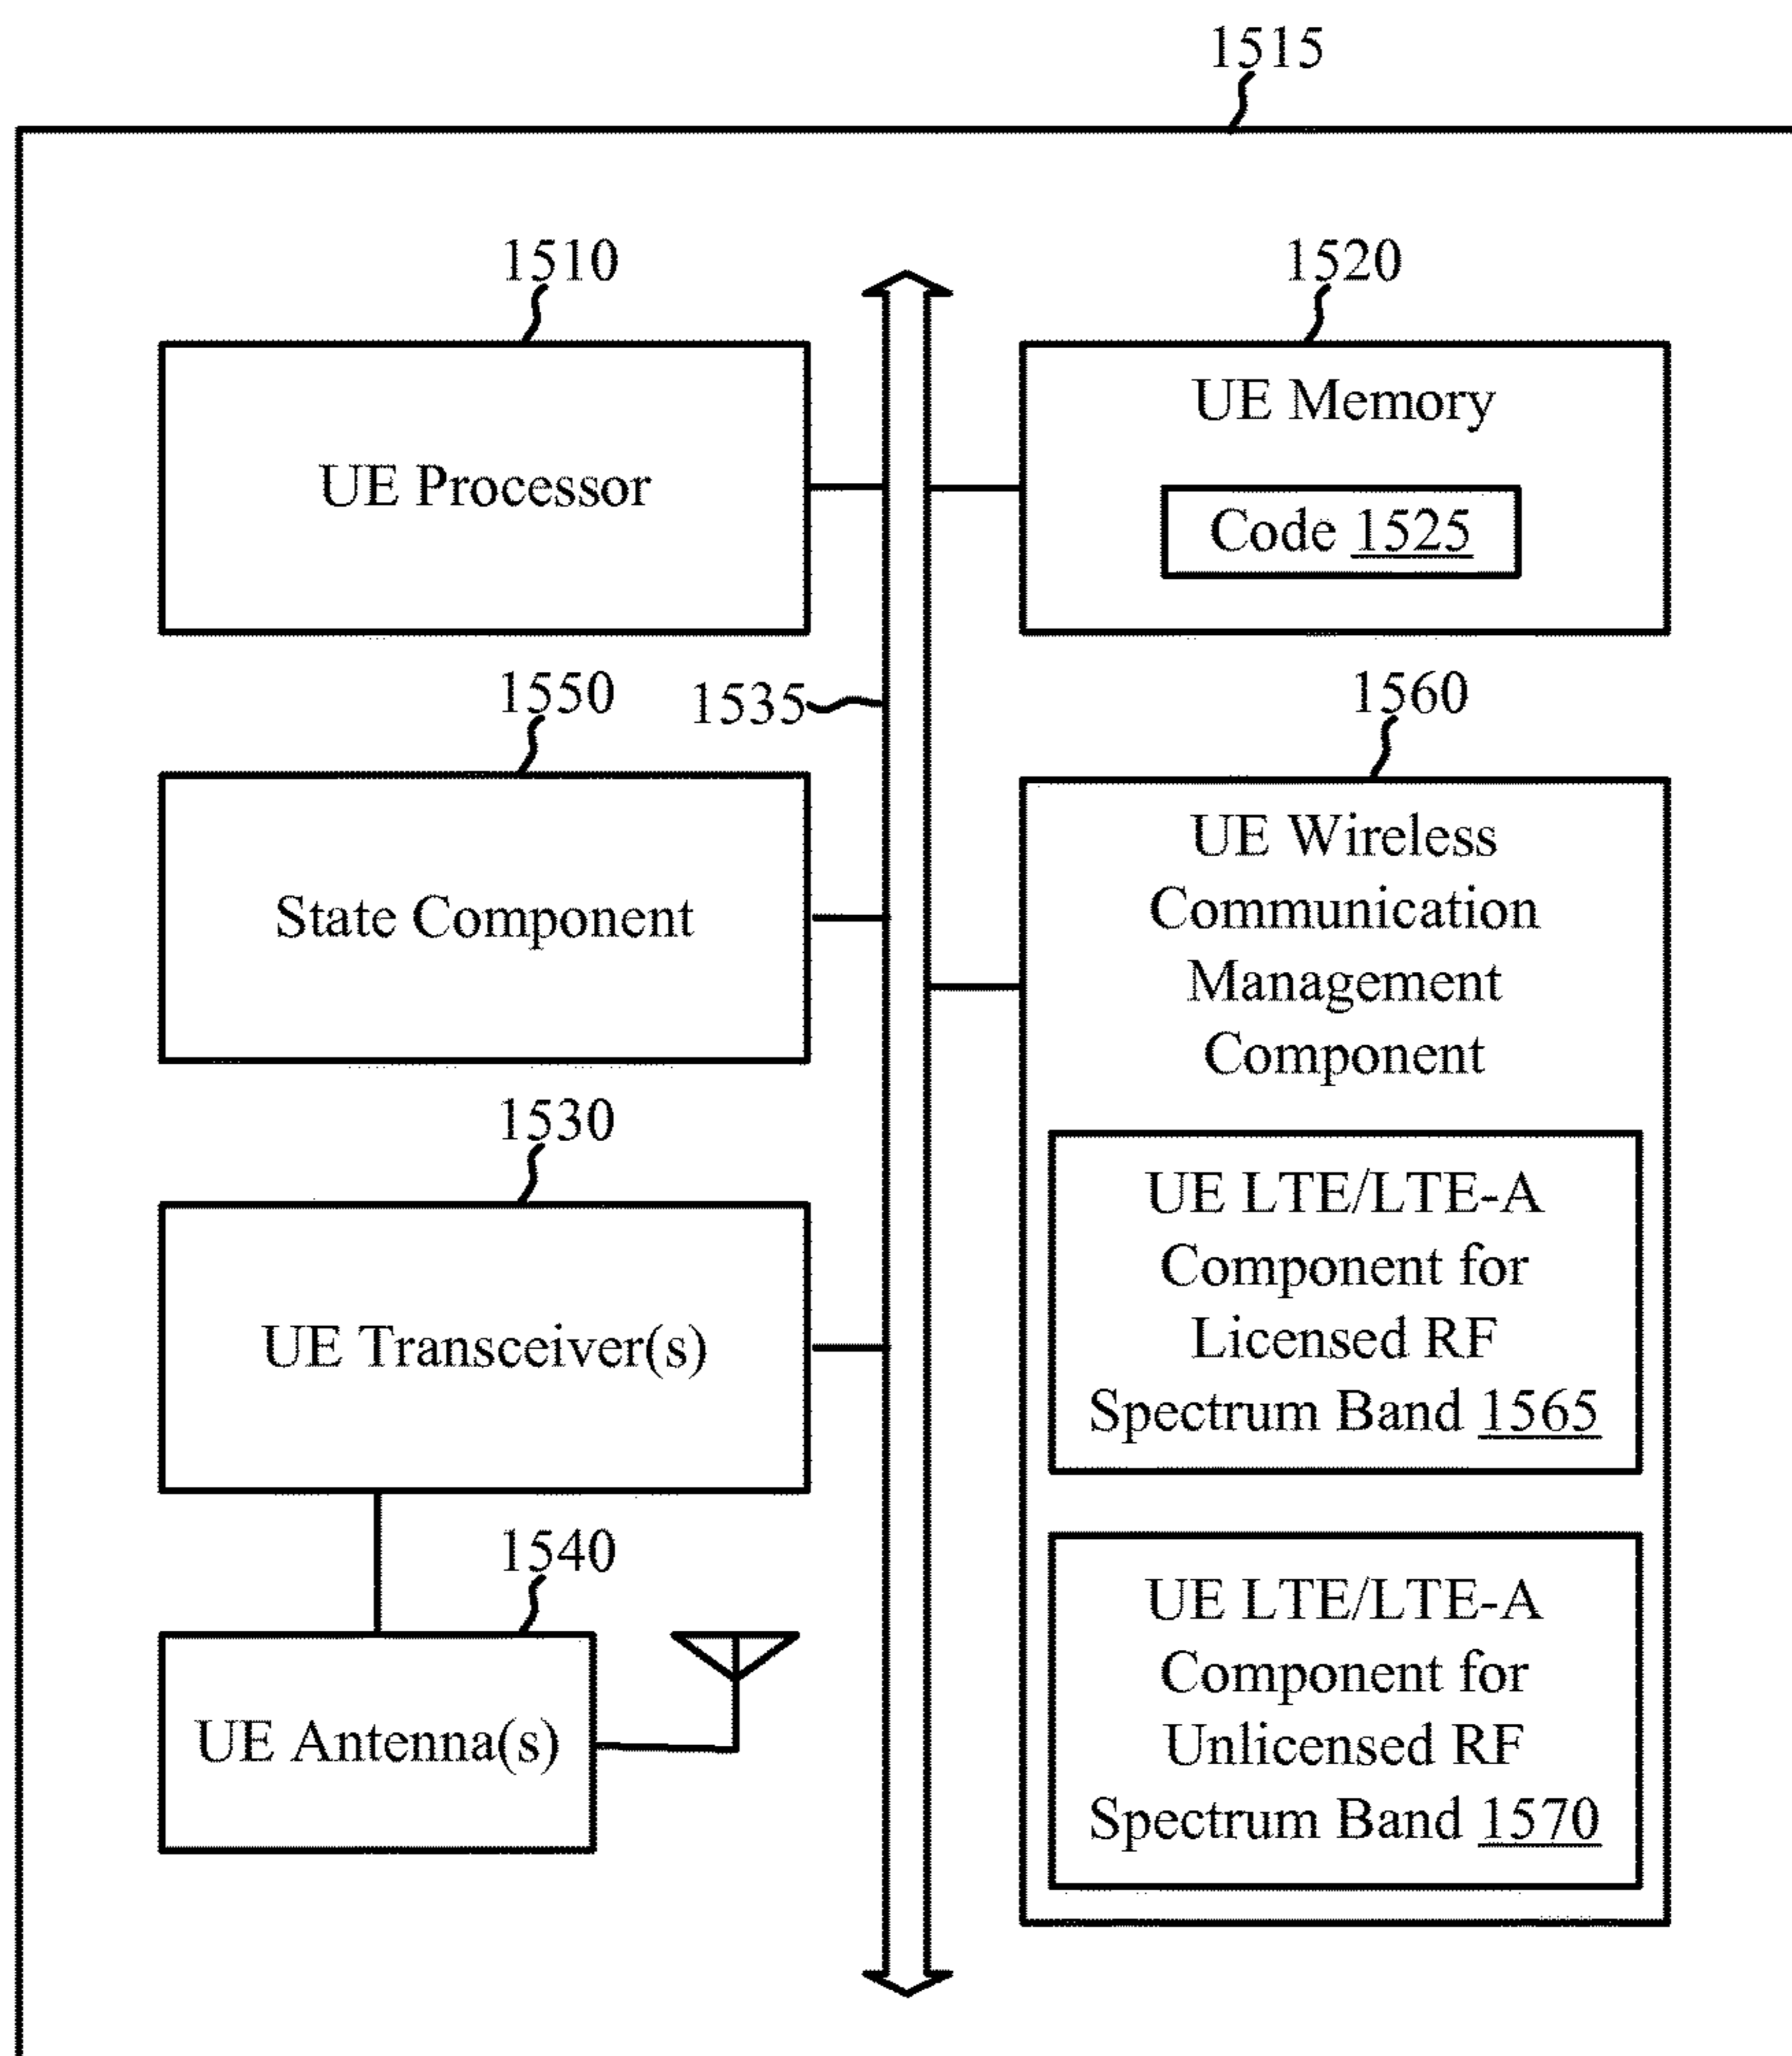 1515
1510
1520
UE Processor
UE Memory
Code 1525
1550
1535
1560
State Component
UE Wireless
Communication
Management
Component
1530
UE Transceiver(s)
UE LTE/LTE-A
Component for
Licensed RF
Spectrum Band 1565
1540
UE Antenna(s)
UE LTE/LTE-A
Component for
Unlicensed RF
Spectrum Band 1570